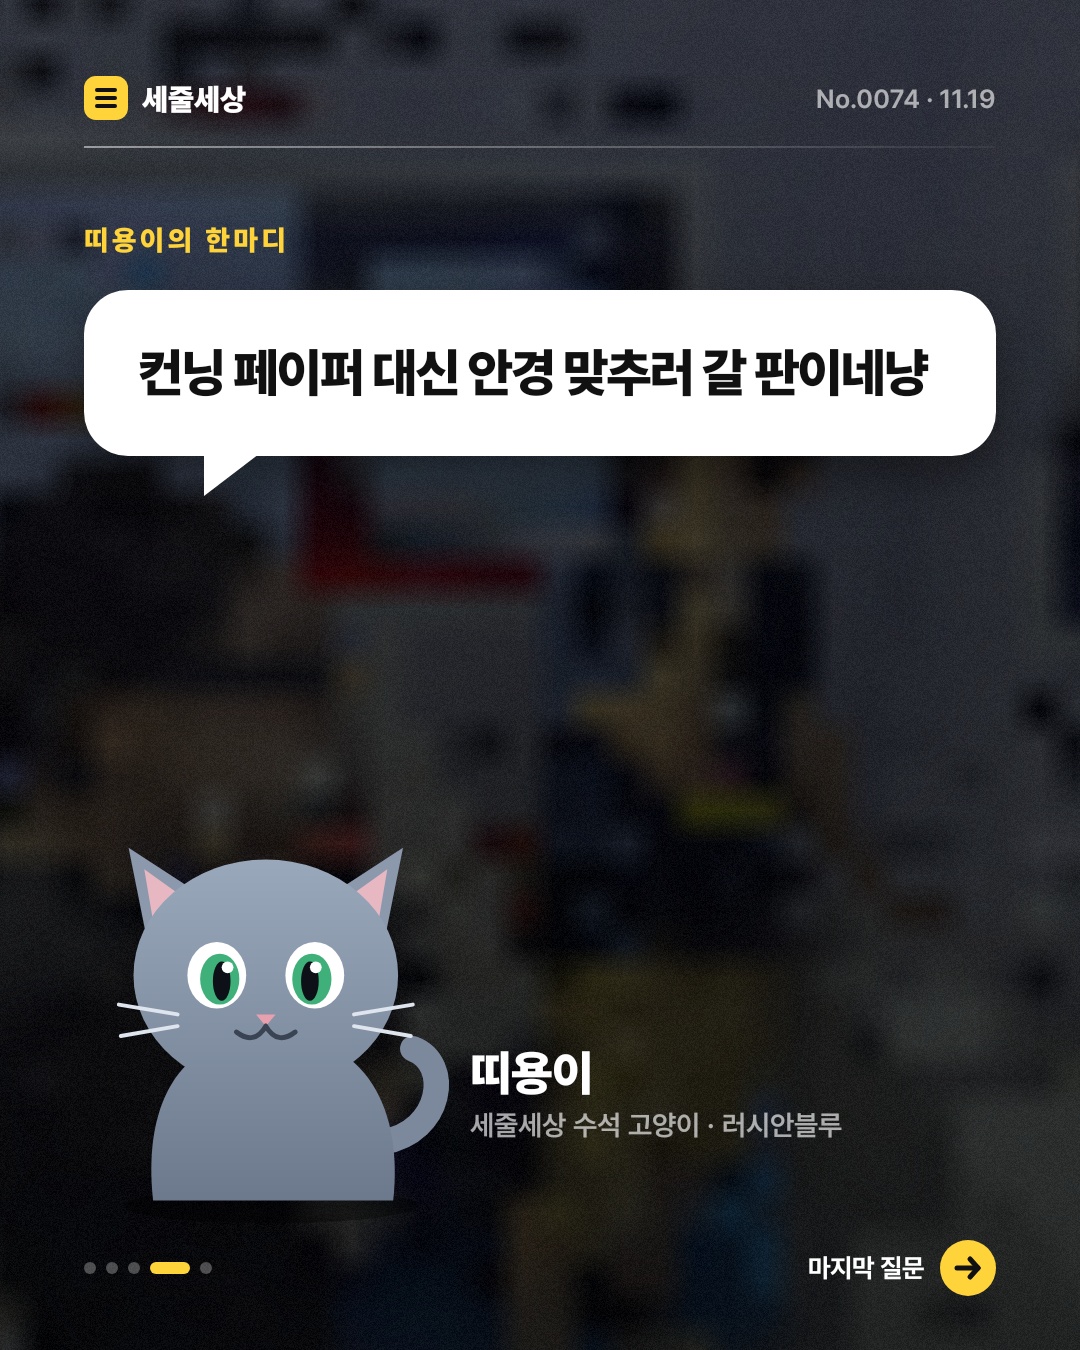 세줄세상
No.0074 · 11.19
띠용이의 한마디
컨닝 페이퍼 대신 안경 맞추러 갈 판이네냥
띠용이
세줄세상 수석 고양이 · 러시안블루
마지막 질문